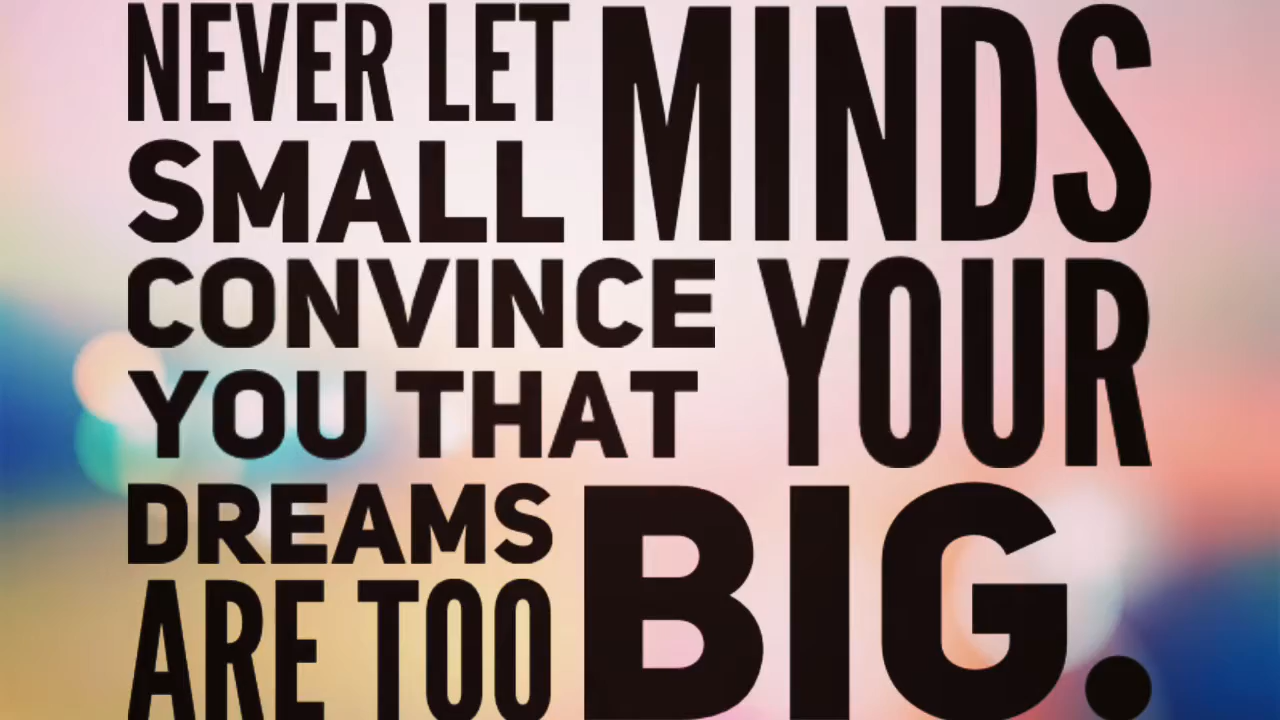 NEVER LET MINDS
SMALL
CONVINCE YOUR
YOU THAT
DREAMS BIG.
ARE TOO